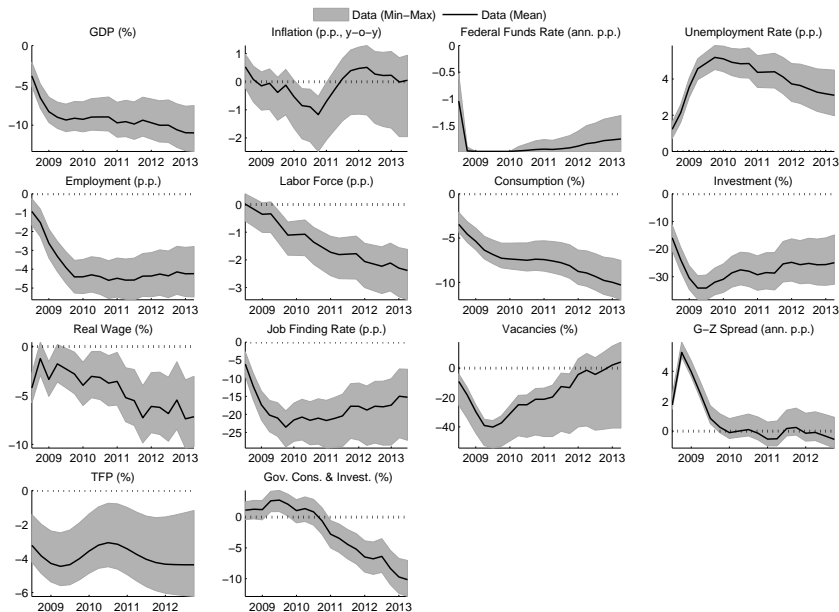 Data (Min−Max) Data (Mean)
GDP (%) Inflation (p.p., y−o−y) Federal Funds Rate (ann. p.p.) Unemployment Rate (p.p.)
0
−5
−10
2009 2010 2011 2012 2013
1
0
−1
−2
2009 2010 2011 2012 2013
0
−0.5
−1
−1.5
2009 2010 2011 2012 2013
4
2
0
2009 2010 2011 2012 2013
Employment (p.p.) Labor Force (p.p.) Consumption (%) Investment (%)
0
−1
−2
−3
−4
−5
2009 2010 2011 2012 2013
0
−1
−2
−3
2009 2010 2011 2012 2013
0
−5
−10
2009 2010 2011 2012 2013
0
−10
−20
−30
2009 2010 2011 2012 2013
Real Wage (%) Job Finding Rate (p.p.) Vacancies (%) G−Z Spread (ann. p.p.)
0
−5
−10
2009 2010 2011 2012 2013
0
−5
−10
−15
−20
−25
2009 2010 2011 2012 2013
0
−20
−40
2009 2010 2011 2012 2013
4
2
0
2009 2010 2011 2012
TFP (%) Gov. Cons. & Invest. (%)
0
−2
−4
−6
2009 2010 2011 2012
0
−5
−10
2009 2010 2011 2012 2013